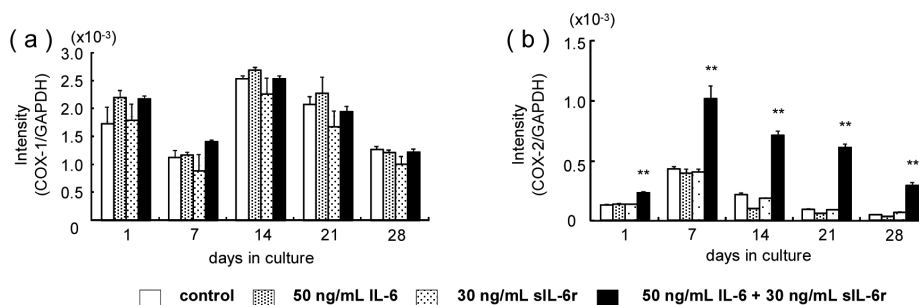 ( a )
(x10⁻³)
Intensity
(COX-1/GAPDH)
3.0
2.5
2.0
1.5
1.0
0.5
0
1 7 14 21 28
days in culture
( b )
(x10⁻³)
Intensity
(COX-2/GAPDH)
1.5
1.0
0.5
0
** ** ** ** **
1 7 14 21 28
days in culture
control 50 ng/mL IL-6 30 ng/mL sIL-6r 50 ng/mL IL-6 + 30 ng/mL sIL-6r